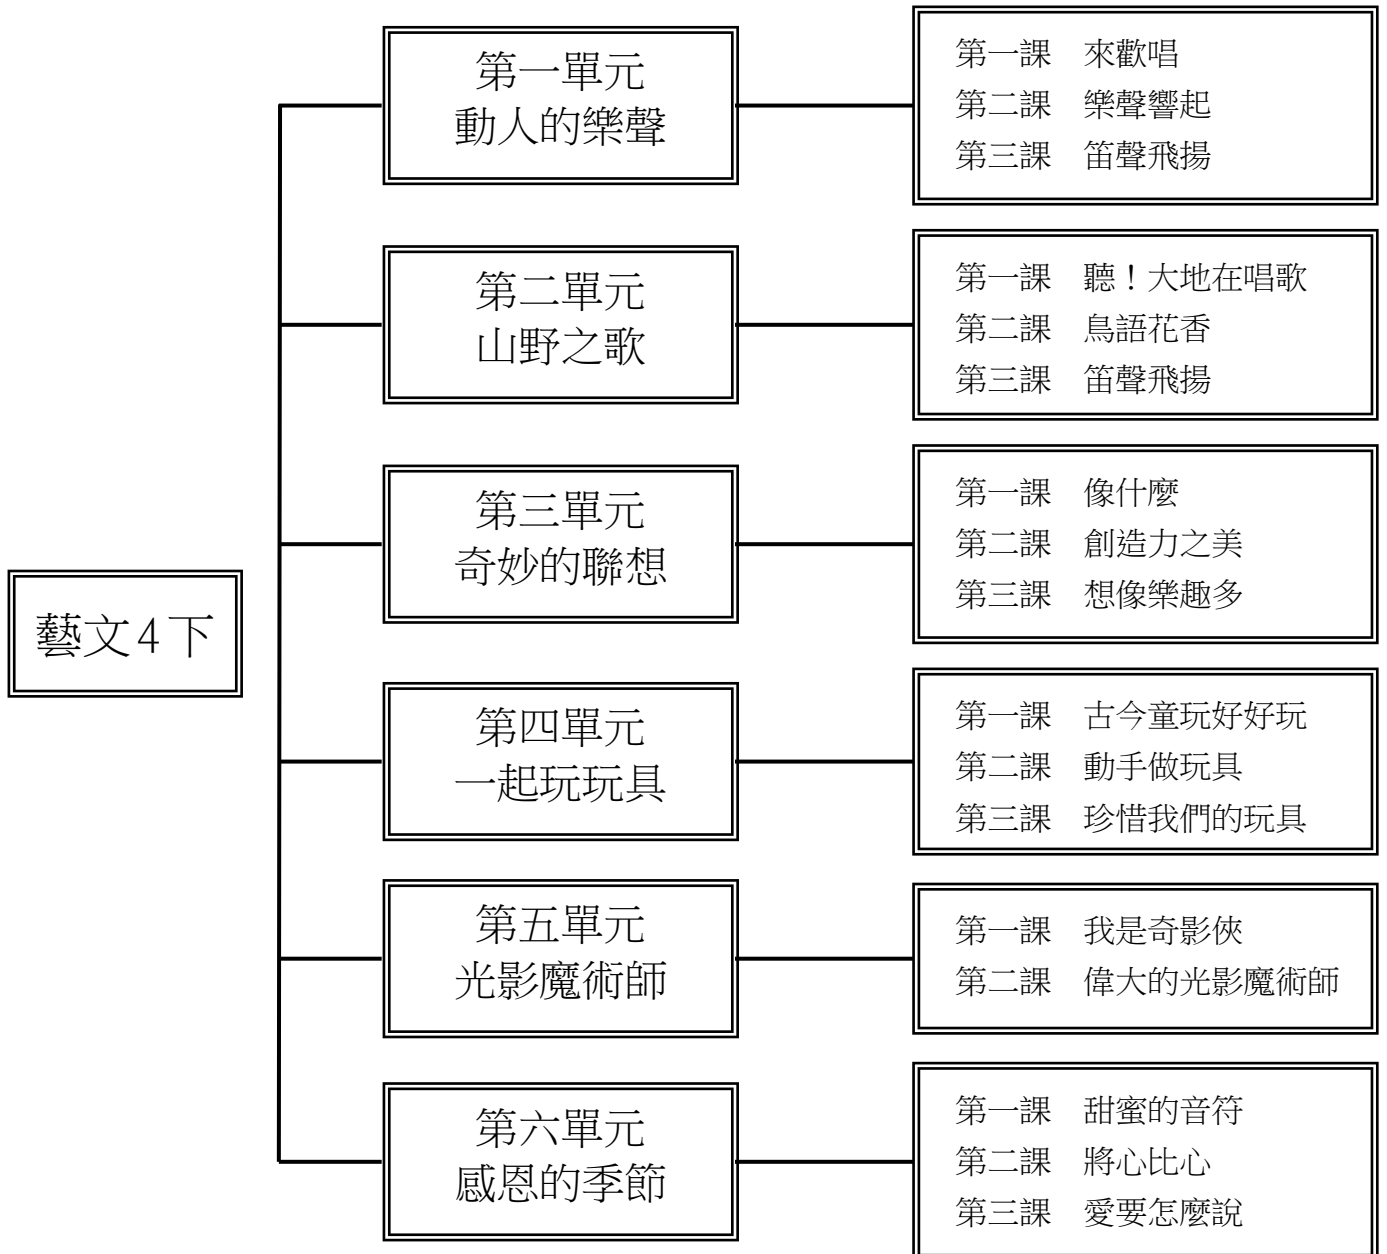 藝文4下
第一單元
動人的樂聲
第一課　來歡唱
第二課　樂聲響起
第三課　笛聲飛揚
第二單元
山野之歌
第一課　聽！大地在唱歌
第二課　鳥語花香
第三課　笛聲飛揚
第三單元
奇妙的聯想
第一課　像什麼
第二課　創造力之美
第三課　想像樂趣多
第四單元
一起玩玩具
第一課　古今童玩好好玩
第二課　動手做玩具
第三課　珍惜我們的玩具
第五單元
光影魔術師
第一課　我是奇影俠
第二課　偉大的光影魔術師
第六單元
感恩的季節
第一課　甜蜜的音符
第二課　將心比心
第三課　愛要怎麼說